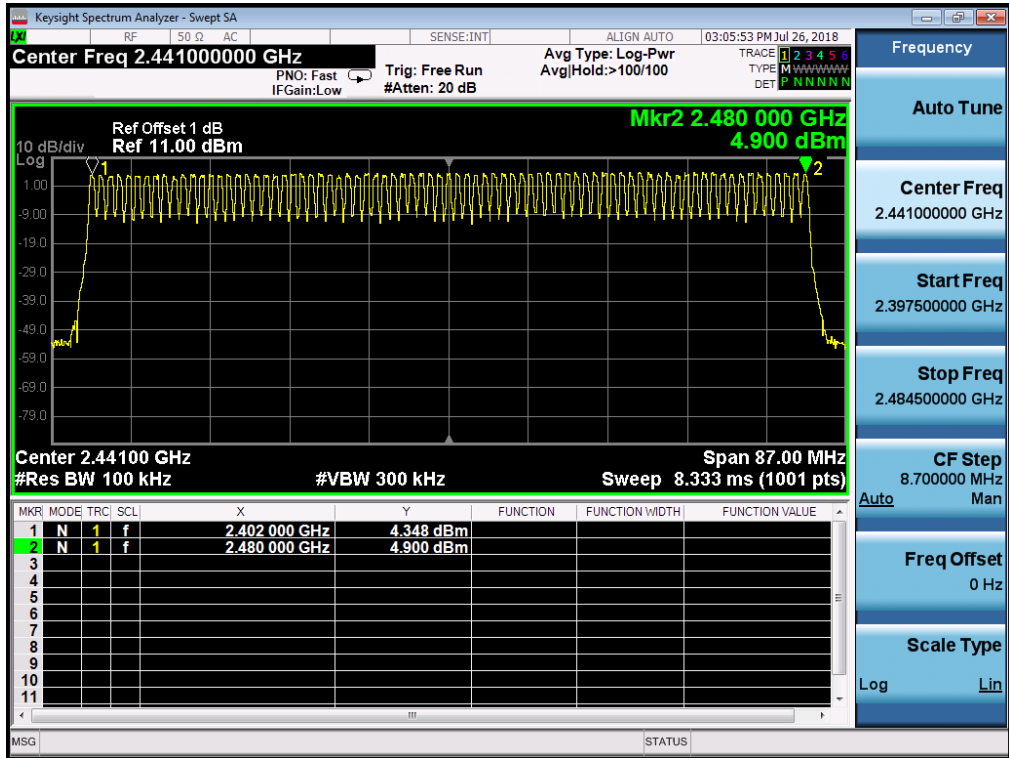 Keysight Spectrum Analyzer - Swept SA
LXI RF 50 Ω AC SENSE:INT ALIGN AUTO 03:05:53 PM Jul 26, 2018
Center Freq 2.441000000 GHz
PNO: Fast
IFGain:Low
Trig: Free Run
#Atten: 20 dB
Avg Type: Log-Pwr
Avg|Hold:>100/100
TRACE 1 2 3 4 5 6
TYPE M WWWWW
DET P N N N N N
Mkr2 2.480 000 GHz
4.900 dBm
Ref Offset 1 dB
10 dB/div Ref 11.00 dBm
Log
1
2
1.00
-9.00
-19.0
-29.0
-39.0
-49.0
-59.0
-69.0
-79.0
Center 2.44100 GHz Span 87.00 MHz
#Res BW 100 kHz #VBW 300 kHz Sweep 8.333 ms (1001 pts)
MKR MODE TRC SCL X Y FUNCTION FUNCTION WIDTH FUNCTION VALUE
1 N 1 f 2.402 000 GHz 4.348 dBm
2 N 1 f 2.480 000 GHz 4.900 dBm
3
4
5
6
7
8
9
10
11
MSG STATUS
Frequency
Auto Tune
Center Freq
2.441000000 GHz
Start Freq
2.397500000 GHz
Stop Freq
2.484500000 GHz
CF Step
8.700000 MHz
Auto Man
Freq Offset
0 Hz
Scale Type
Log Lin